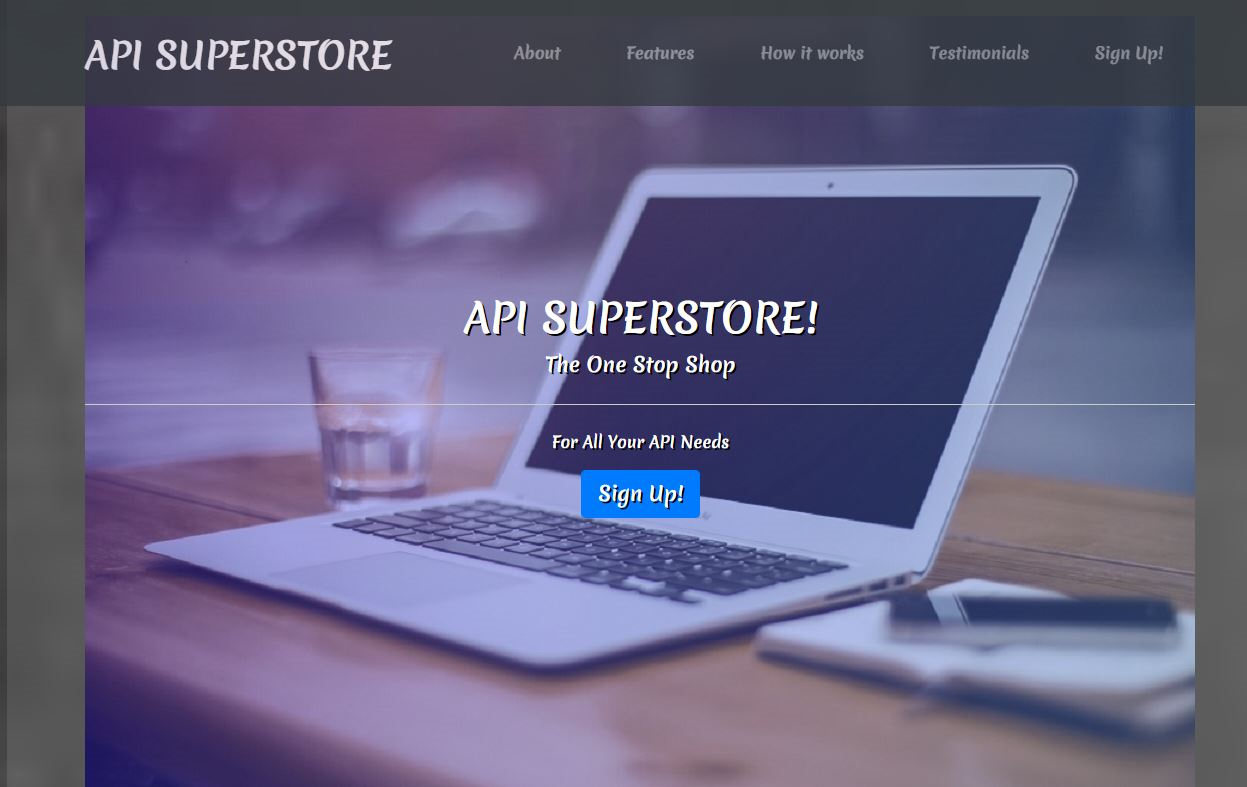 API SUPERSTORE
About Features How it works Testimonials Sign Up!
API SUPERSTORE!
The One Stop Shop
For All Your API Needs
Sign Up!